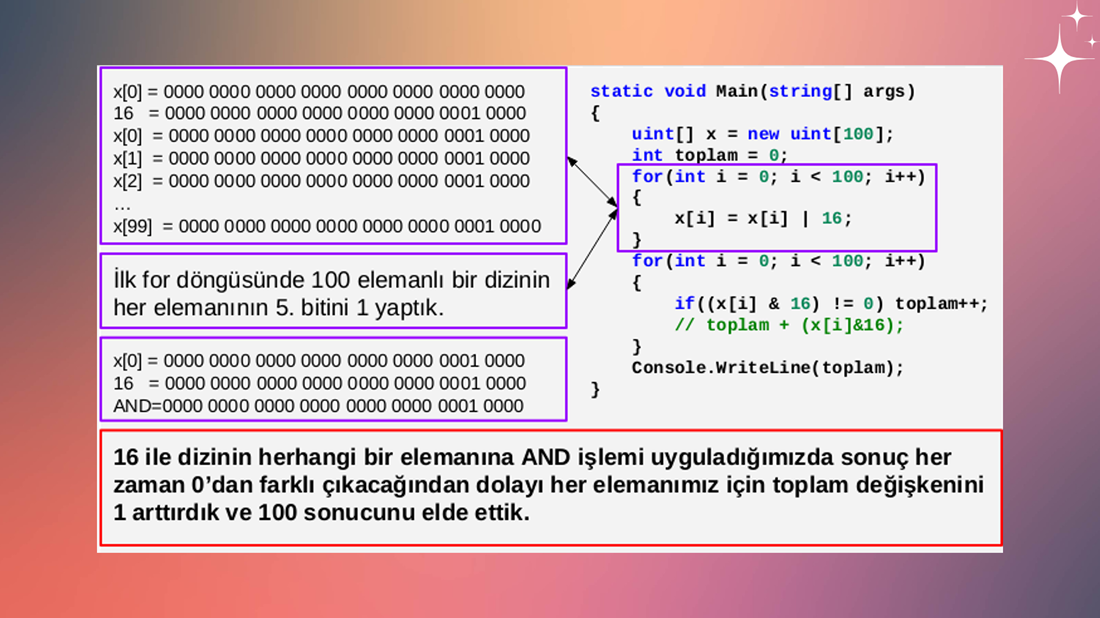 x[0] = 0000 0000 0000 0000 0000 0000 0000 0000
16 = 0000 0000 0000 0000 0000 0000 0001 0000
x[0] = 0000 0000 0000 0000 0000 0000 0001 0000
x[1] = 0000 0000 0000 0000 0000 0000 0001 0000
x[2] = 0000 0000 0000 0000 0000 0000 0001 0000
...
x[99] = 0000 0000 0000 0000 0000 0000 0001 0000
İlk for döngüsünde 100 elemanlı bir dizinin
her elemanının 5. bitini 1 yaptık.
x[0] = 0000 0000 0000 0000 0000 0000 0001 0000
16 = 0000 0000 0000 0000 0000 0000 0001 0000
AND=0000 0000 0000 0000 0000 0000 0001 0000
static void Main(string[] args)
{
    uint[] x = new uint[100];
    int toplam = 0;
    for(int i = 0; i < 100; i++)
    {
        x[i] = x[i] | 16;
    }
    for(int i = 0; i < 100; i++)
    {
        if((x[i] & 16) != 0) toplam++;
        // toplam + (x[i]&16);
    }
    Console.WriteLine(toplam);
}
16 ile dizinin herhangi bir elemanına AND işlemi uyguladığımızda sonuç her
zaman 0’dan farklı çıkacağından dolayı her elemanımız için toplam değişkenini
1 arttırdık ve 100 sonucunu elde ettik.